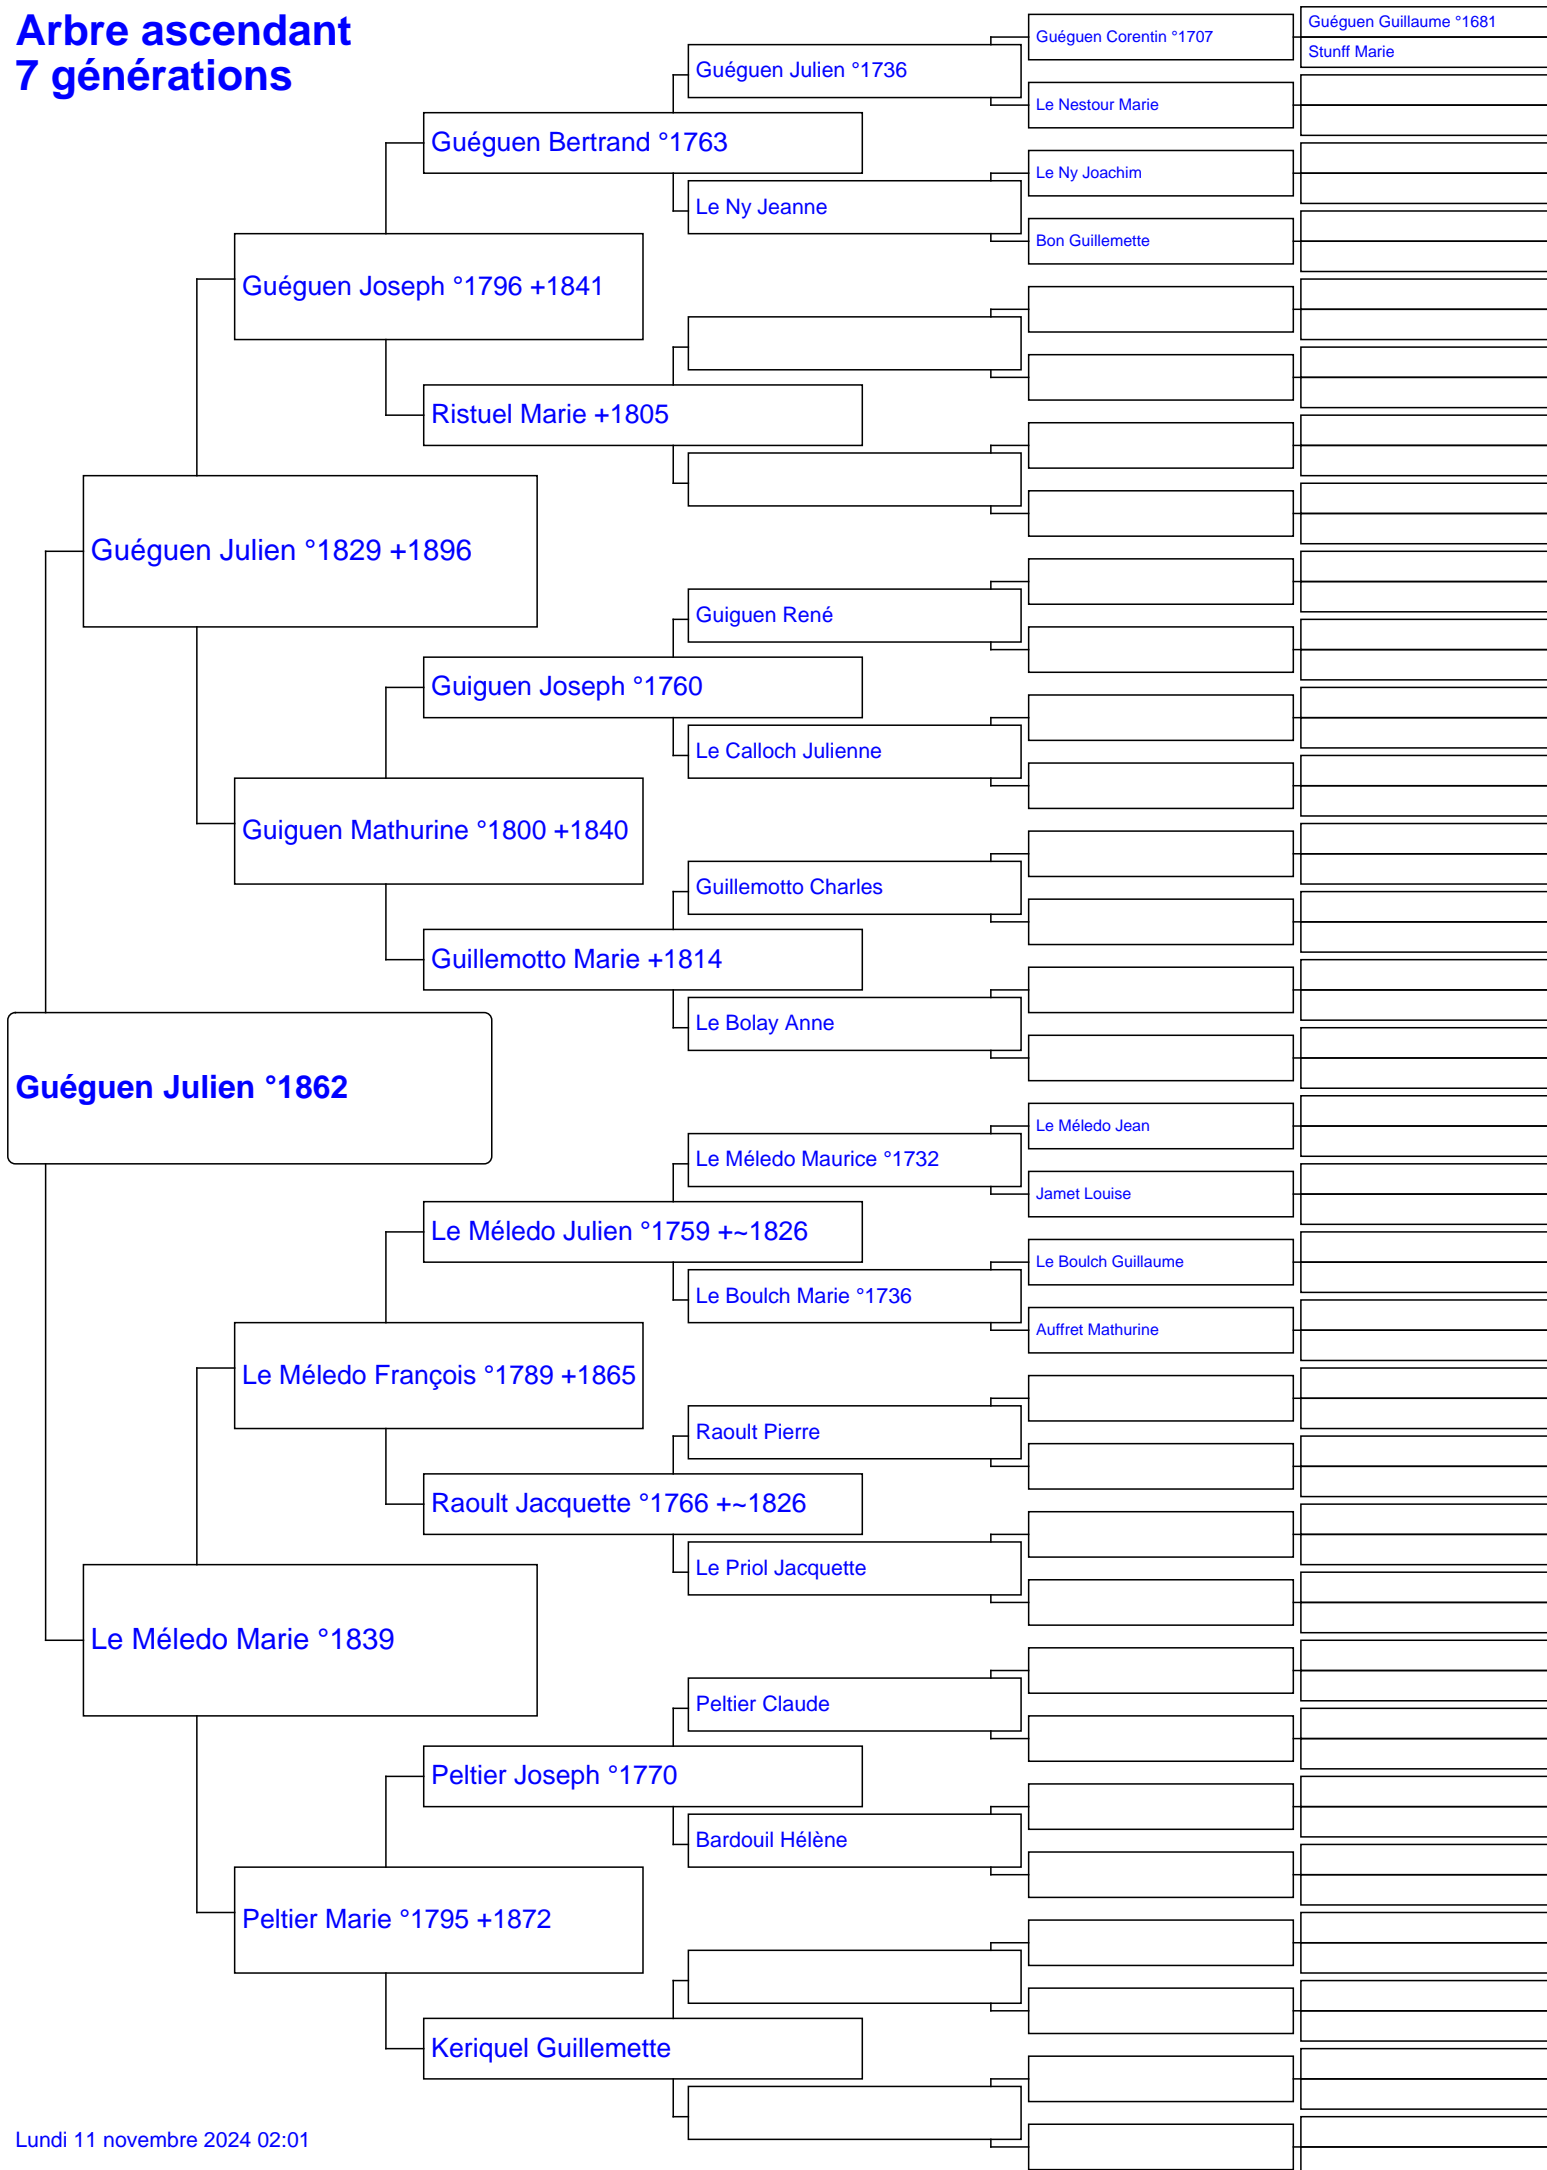 Arbre ascendant
7 générations
Guéguen Guillaume °1681
Guéguen Corentin °1707
Stunff Marie
Guéguen Julien °1736
Le Nestour Marie
Guéguen Bertrand °1763
Le Ny Joachim
Le Ny Jeanne
Bon Guillemette
Guéguen Joseph °1796 +1841
Ristuel Marie +1805
Guéguen Julien °1829 +1896
Guiguen René
Guiguen Joseph °1760
Le Calloch Julienne
Guiguen Mathurine °1800 +1840
Guillemotto Charles
Guillemotto Marie +1814
Le Bolay Anne
Guéguen Julien °1862
Le Méledo Jean
Le Méledo Maurice °1732
Jamet Louise
Le Méledo Julien °1759 +~1826
Le Boulch Guillaume
Le Boulch Marie °1736
Auffret Mathurine
Le Méledo François °1789 +1865
Raoult Pierre
Raoult Jacquette °1766 +~1826
Le Priol Jacquette
Le Méledo Marie °1839
Peltier Claude
Peltier Joseph °1770
Bardouil Hélène
Peltier Marie °1795 +1872
Keriquel Guillemette
Lundi 11 novembre 2024 02:01